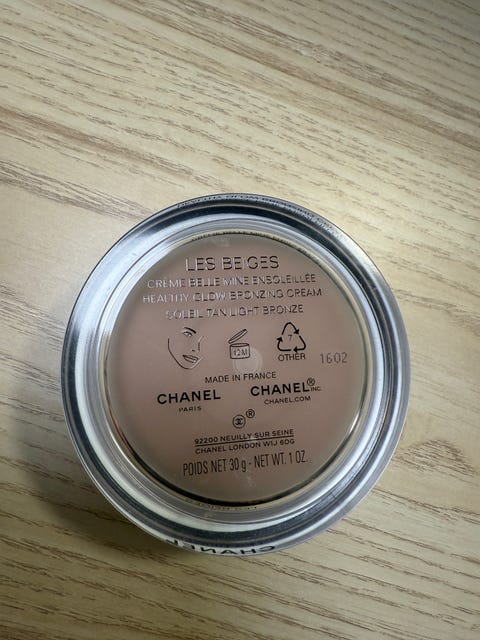 LES BEIGES
CRÈME BELLE MINE ENSOLEILLÉE
HEALTHY GLOW BRONZING CREAM
SOLEIL TAN LIGHT BRONZE
12M
7
OTHER
1602
MADE IN FRANCE
CHANEL
PARIS
CHANEL® INC.
CHANEL.COM
®
92200 NEUILLY SUR SEINE
CHANEL LONDON W1J 6DG
POIDS NET 30 g - NET WT. 1 OZ.
CHANEL